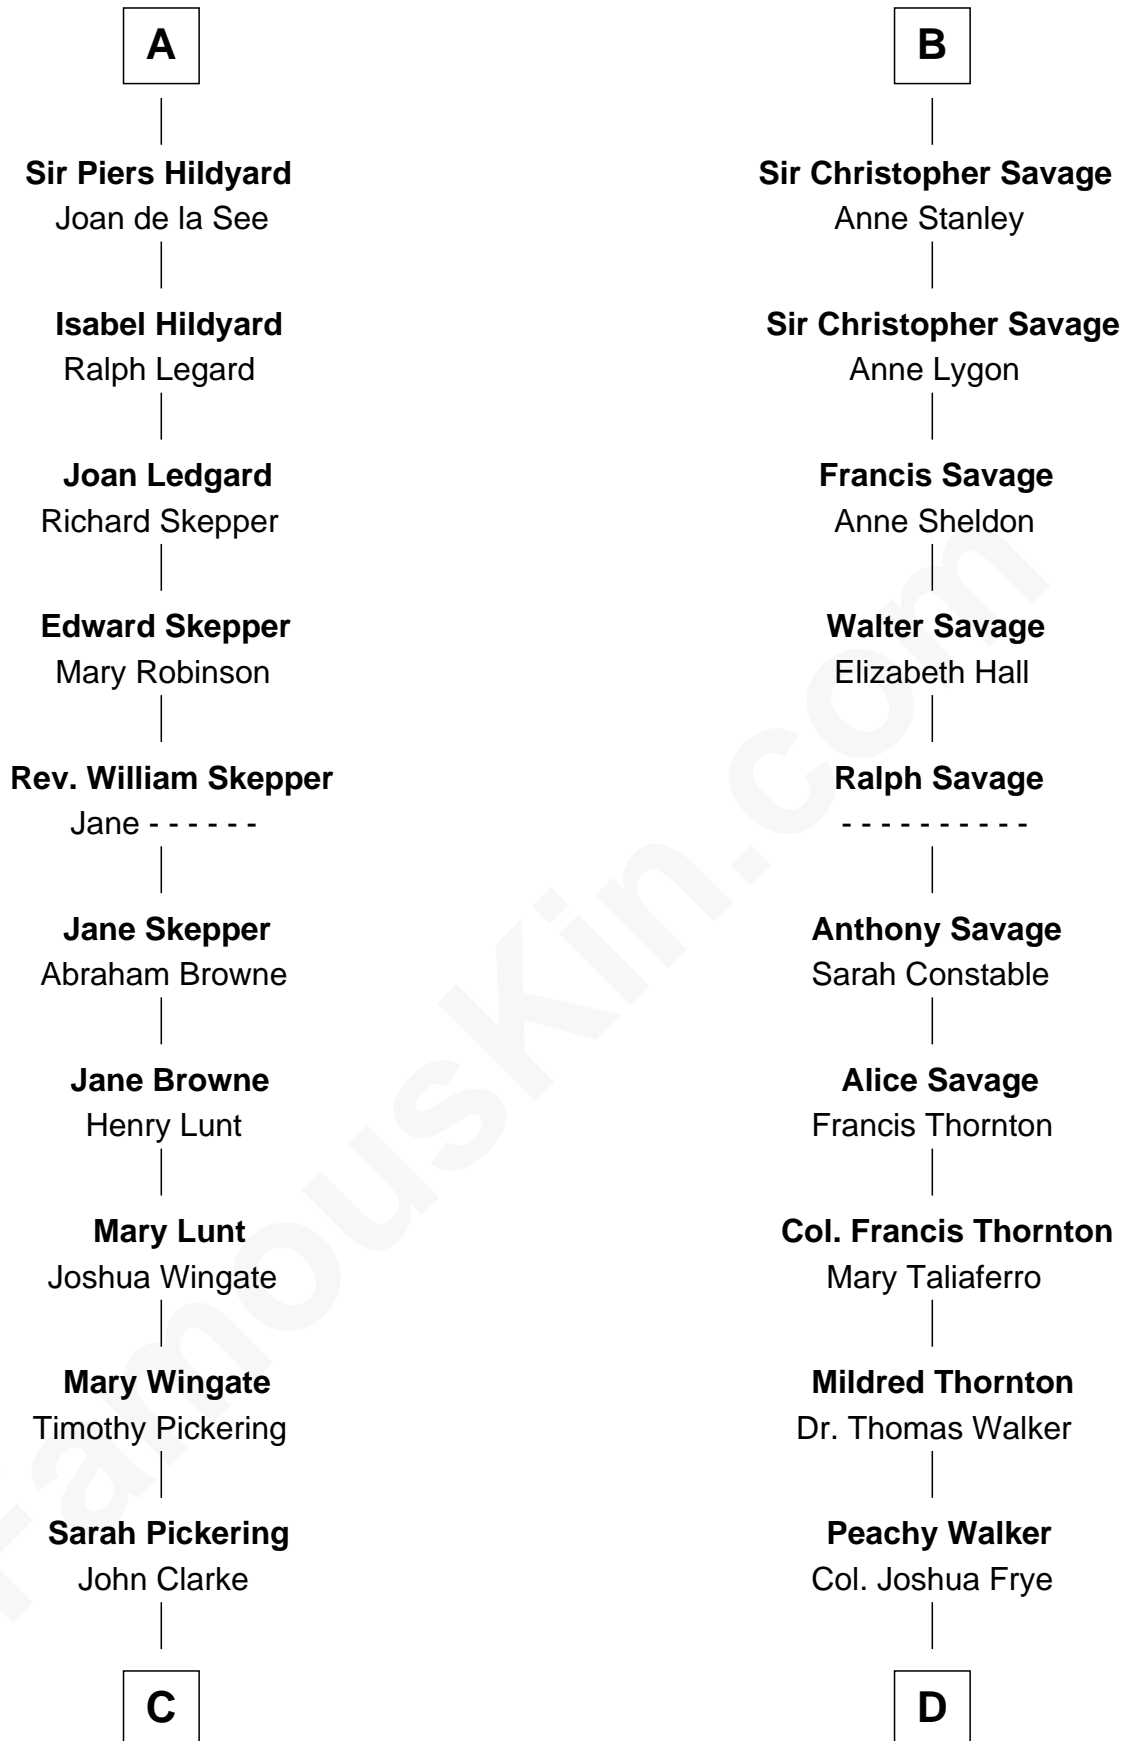 A
Sir Piers Hildyard
Joan de la See
Isabel Hildyard
Ralph Legard
Joan Ledgard
Richard Skepper
Edward Skepper
Mary Robinson
Rev. William Skepper
Jane - - - - - -
Jane Skepper
Abraham Browne
Jane Browne
Henry Lunt
Mary Lunt
Joshua Wingate
Mary Wingate
Timothy Pickering
Sarah Pickering
John Clarke
C
B
Sir Christopher Savage
Anne Stanley
Sir Christopher Savage
Anne Lygon
Francis Savage
Anne Sheldon
Walter Savage
Elizabeth Hall
Ralph Savage
- - - - - - - - - -
Anthony Savage
Sarah Constable
Alice Savage
Francis Thornton
Col. Francis Thornton
Mary Taliaferro
Mildred Thornton
Dr. Thomas Walker
Peachy Walker
Col. Joshua Frye
D
FamousKin.com